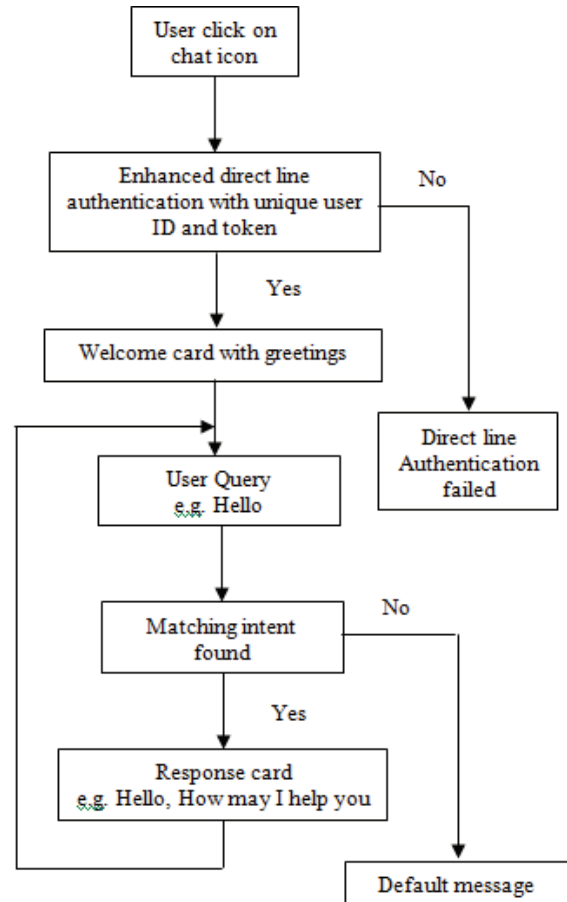 User click on
chat icon
Enhanced direct line
authentication with unique user
ID and token
No
Yes
Welcome card with greetings
Direct line
Authentication
failed
User Query
e.g. Hello
No
Matching intent
found
Yes
Response card
e.g. Hello, How may I help you
Default message